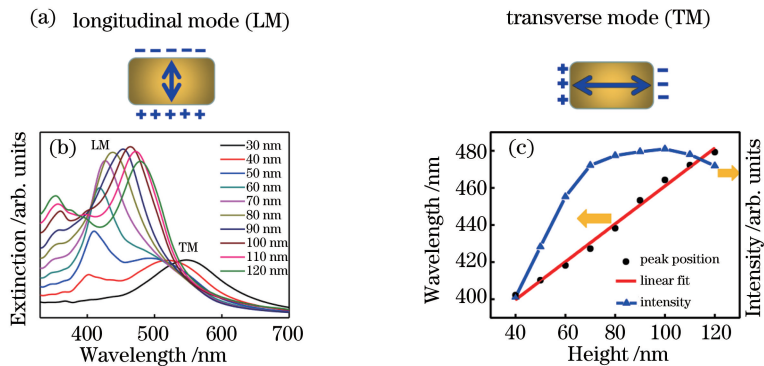 (a) longitudinal mode (LM)
transverse mode (TM)
(b)
LM
TM
30 nm
40 nm
50 nm
60 nm
70 nm
80 nm
90 nm
100 nm
110 nm
120 nm
Extinction /arb. units
400 500 600 700
Wavelength /nm
(c)
480
460
440
420
400
Wavelength /nm
peak position
linear fit
intensity
40 60 80 100 120
Height /nm
Intensity /arb. units